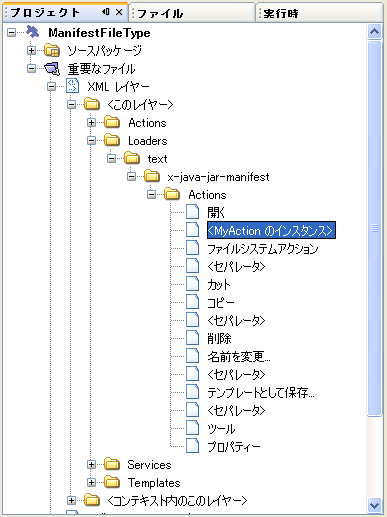 プロジェクト ファイル 実行時
ManifestFileType
ソースパッケージ
重要なファイル
XML レイヤー
<このレイヤー>
Actions
Loaders
text
x-java-jar-manifest
Actions
開く
<MyAction のインスタンス>
ファイルシステムアクション
<セパレータ>
カット
コピー
<セパレータ>
削除
名前を変更...
<セパレータ>
テンプレートとして保存...
<セパレータ>
ツール
プロパティー
Services
Templates
<コンテキスト内のこのレイヤー>